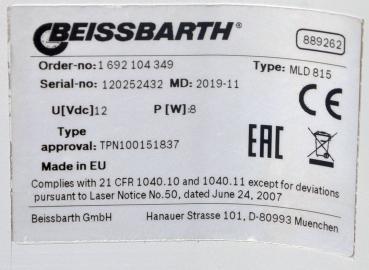 BEISSBARTH®
889262
Order-no:1 692 104 349
Type: MLD 815
Serial-no: 120252432 MD: 2019-11
U[Vdc]12 P [W]:8
CE
Type
approval: TPN100151837
EAC
Made in EU
Complies with 21 CFR 1040.10 and 1040.11 except for deviations
pursuant to Laser Notice No.50, dated June 24, 2007
Beissbarth GmbH Hanauer Strasse 101, D-80993 Muenchen